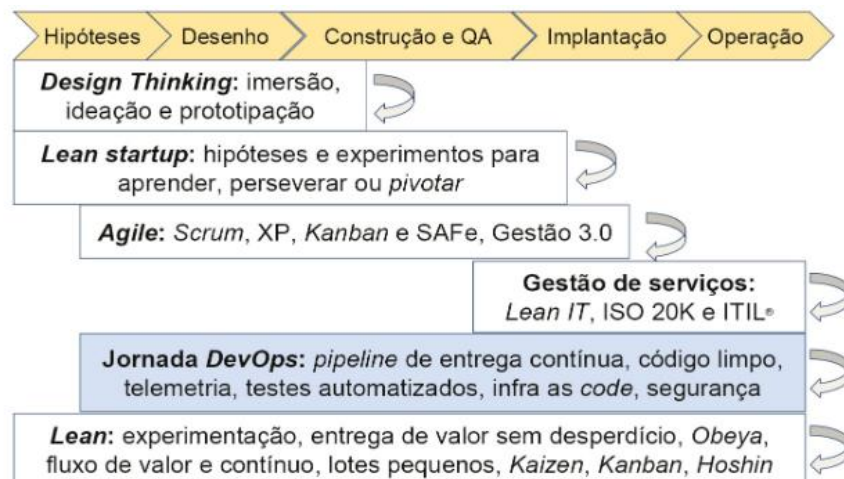 Hipóteses Desenho Construção e QA Implantação Operação
Design Thinking: imersão,
ideação e prototipação
Lean startup: hipóteses e experimentos para
aprender, perseverar ou pivotar
Agile: Scrum, XP, Kanban e SAFe, Gestão 3.0
Gestão de serviços:
Lean IT, ISO 20K e ITIL®
Jornada DevOps: pipeline de entrega contínua, código limpo,
telemetria, testes automatizados, infra as code, segurança
Lean: experimentação, entrega de valor sem desperdício, Obeya,
fluxo de valor e contínuo, lotes pequenos, Kaizen, Kanban, Hoshin